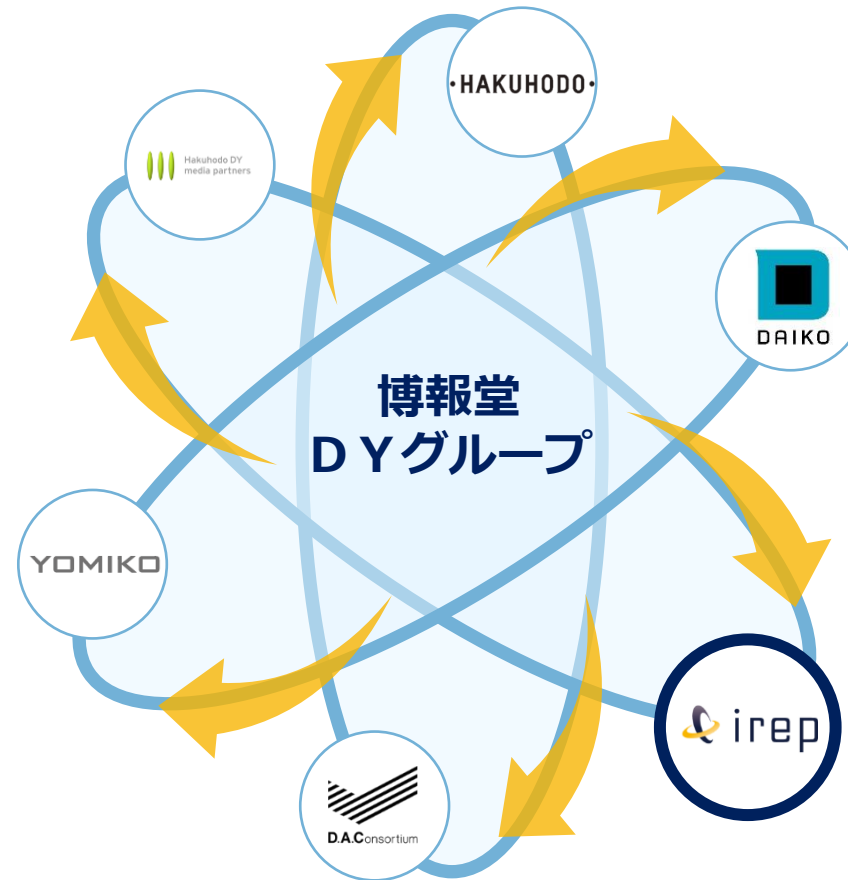 ・HAKUHODO・
Hakuhodo DY
media partners
DAIKO
博報堂
ＤＹグループ
YOMIKO
irep
D.A.Consortium